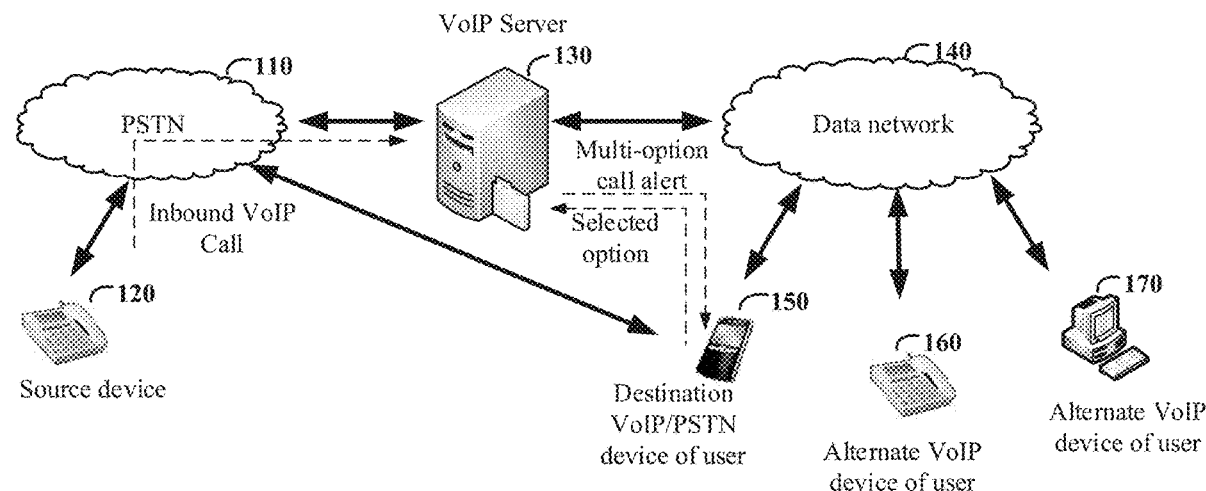 VoIP Server
110
130
140
PSTN
Data network
Multi-option
call alert
Inbound VoIP
Call
Selected
option
120
150
160
170
Source device
Destination
VoIP/PSTN
device of user
Alternate VoIP
device of user
Alternate VoIP
device of user